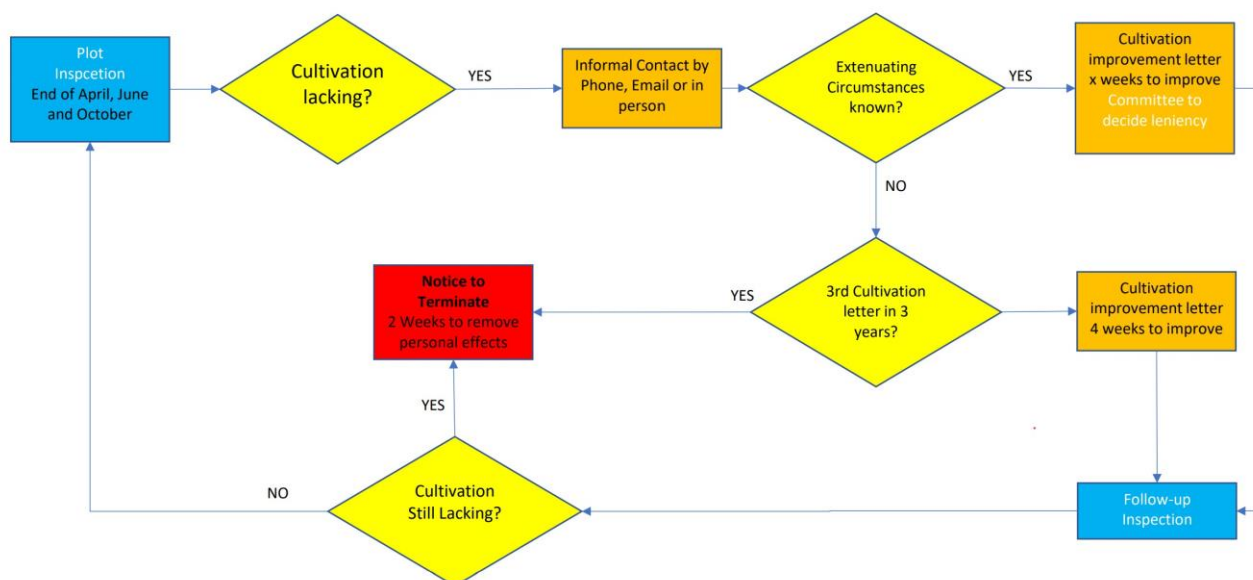 Plot
Inspcetion
End of April, June
and October
Cultivation
lacking?
YES
Informal Contact by
Phone, Email or in
person
Extenuating
Circumstances
known?
YES
Cultivation
improvement letter
x weeks to improve
Committee to
decide leniency
NO
Notice to
Terminate
2 Weeks to remove
personal effects
YES
3rd Cultivation
letter in 3
years?
Cultivation
improvement letter
4 weeks to improve
YES
NO
Cultivation
Still Lacking?
Follow-up
Inspection